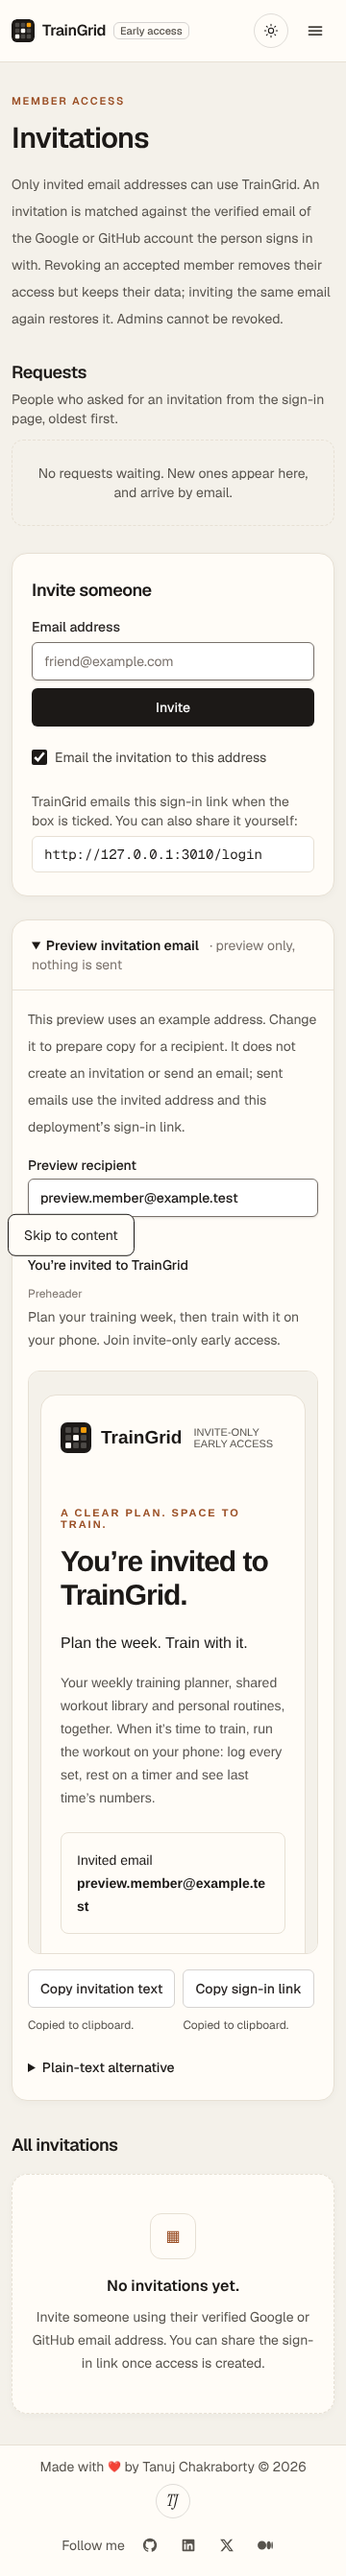 TrainGrid Early access
MEMBER ACCESS
Invitations
Only invited email addresses can use TrainGrid. An
invitation is matched against the verified email of
the Google or GitHub account the person signs in
with. Revoking an accepted member removes their
access but keeps their data; inviting the same email
again restores it. Admins cannot be revoked.
Requests
People who asked for an invitation from the sign-in
page, oldest first.
No requests waiting. New ones appear here,
and arrive by email.
Invite someone
Email address
friend@example.com
Invite
Email the invitation to this address
TrainGrid emails this sign-in link when the
box is ticked. You can also share it yourself:
http://127.0.0.1:3010/login
Preview invitation email · preview only,
nothing is sent
This preview uses an example address. Change
it to prepare copy for a recipient. It does not
create an invitation or send an email; sent
emails use the invited address and this
deployment’s sign-in link.
Preview recipient
preview.member@example.test
Skip to content
You’re invited to TrainGrid
Preheader
Plan your training week, then train with it on
your phone. Join invite-only early access.
TrainGrid
INVITE-ONLY
EARLY ACCESS
A CLEAR PLAN. SPACE TO
TRAIN.
You’re invited to
TrainGrid.
Plan the week. Train with it.
Your weekly training planner, shared
workout library and personal routines,
together. When it’s time to train, run
the workout on your phone: log every
set, rest on a timer and see last
time’s numbers.
Invited email
preview.member@example.te
st
Copy invitation text
Copy sign-in link
Copied to clipboard.
Copied to clipboard.
Plain-text alternative
All invitations
No invitations yet.
Invite someone using their verified Google or
GitHub email address. You can share the sign-
in link once access is created.
Made with ❤️ by Tanuj Chakraborty © 2026
TJ
Follow me